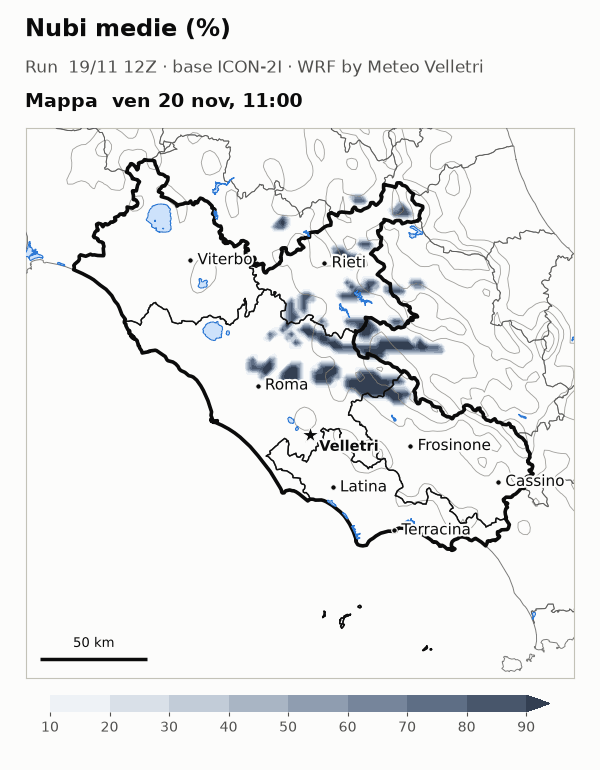 Nubi medie (%)
Run  19/11 12Z · base ICON-2I · WRF by Meteo Velletri
Mappa  ven 20 nov, 11:00
Viterbo
Rieti
Roma
Velletri
Frosinone
Latina
Cassino
Terracina
50 km
10 20 30 40 50 60 70 80 90